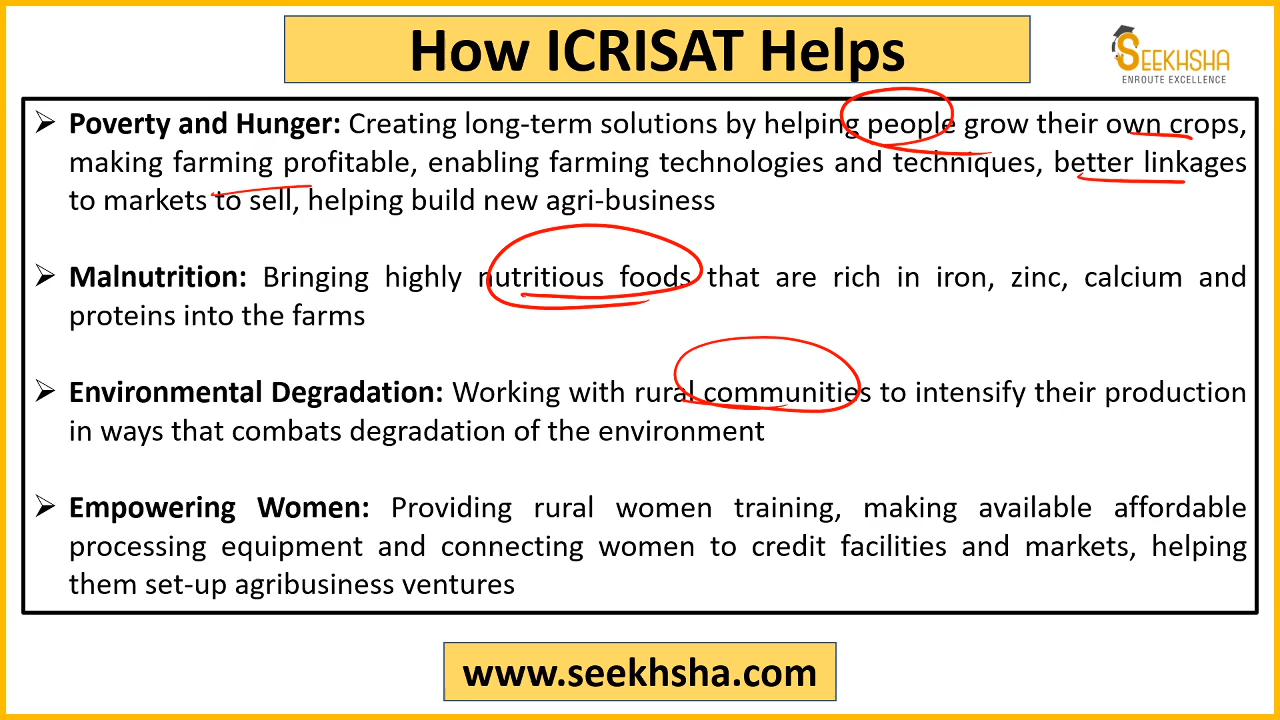 How ICRISAT Helps
SEEKHSHA
ENROUTE EXCELLENCE
➢ Poverty and Hunger: Creating long-term solutions by helping people grow their own crops,
making farming profitable, enabling farming technologies and techniques, better linkages
to markets to sell, helping build new agri-business
➢ Malnutrition: Bringing highly nutritious foods that are rich in iron, zinc, calcium and
proteins into the farms
➢ Environmental Degradation: Working with rural communities to intensify their production
in ways that combats degradation of the environment
➢ Empowering Women: Providing rural women training, making available affordable
processing equipment and connecting women to credit facilities and markets, helping
them set-up agribusiness ventures
www.seekhsha.com